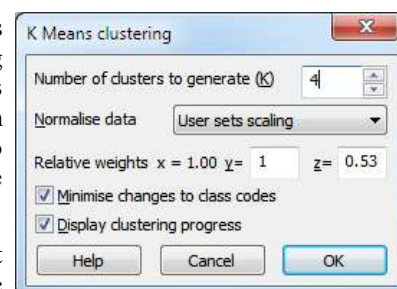 K Means clustering
Number of clusters to generate (K) 4
Normalise data User sets scaling
Relative weights x = 1.00 y= 1 z= 0.53
Minimise changes to class codes
Display clustering progress
Help Cancel OK